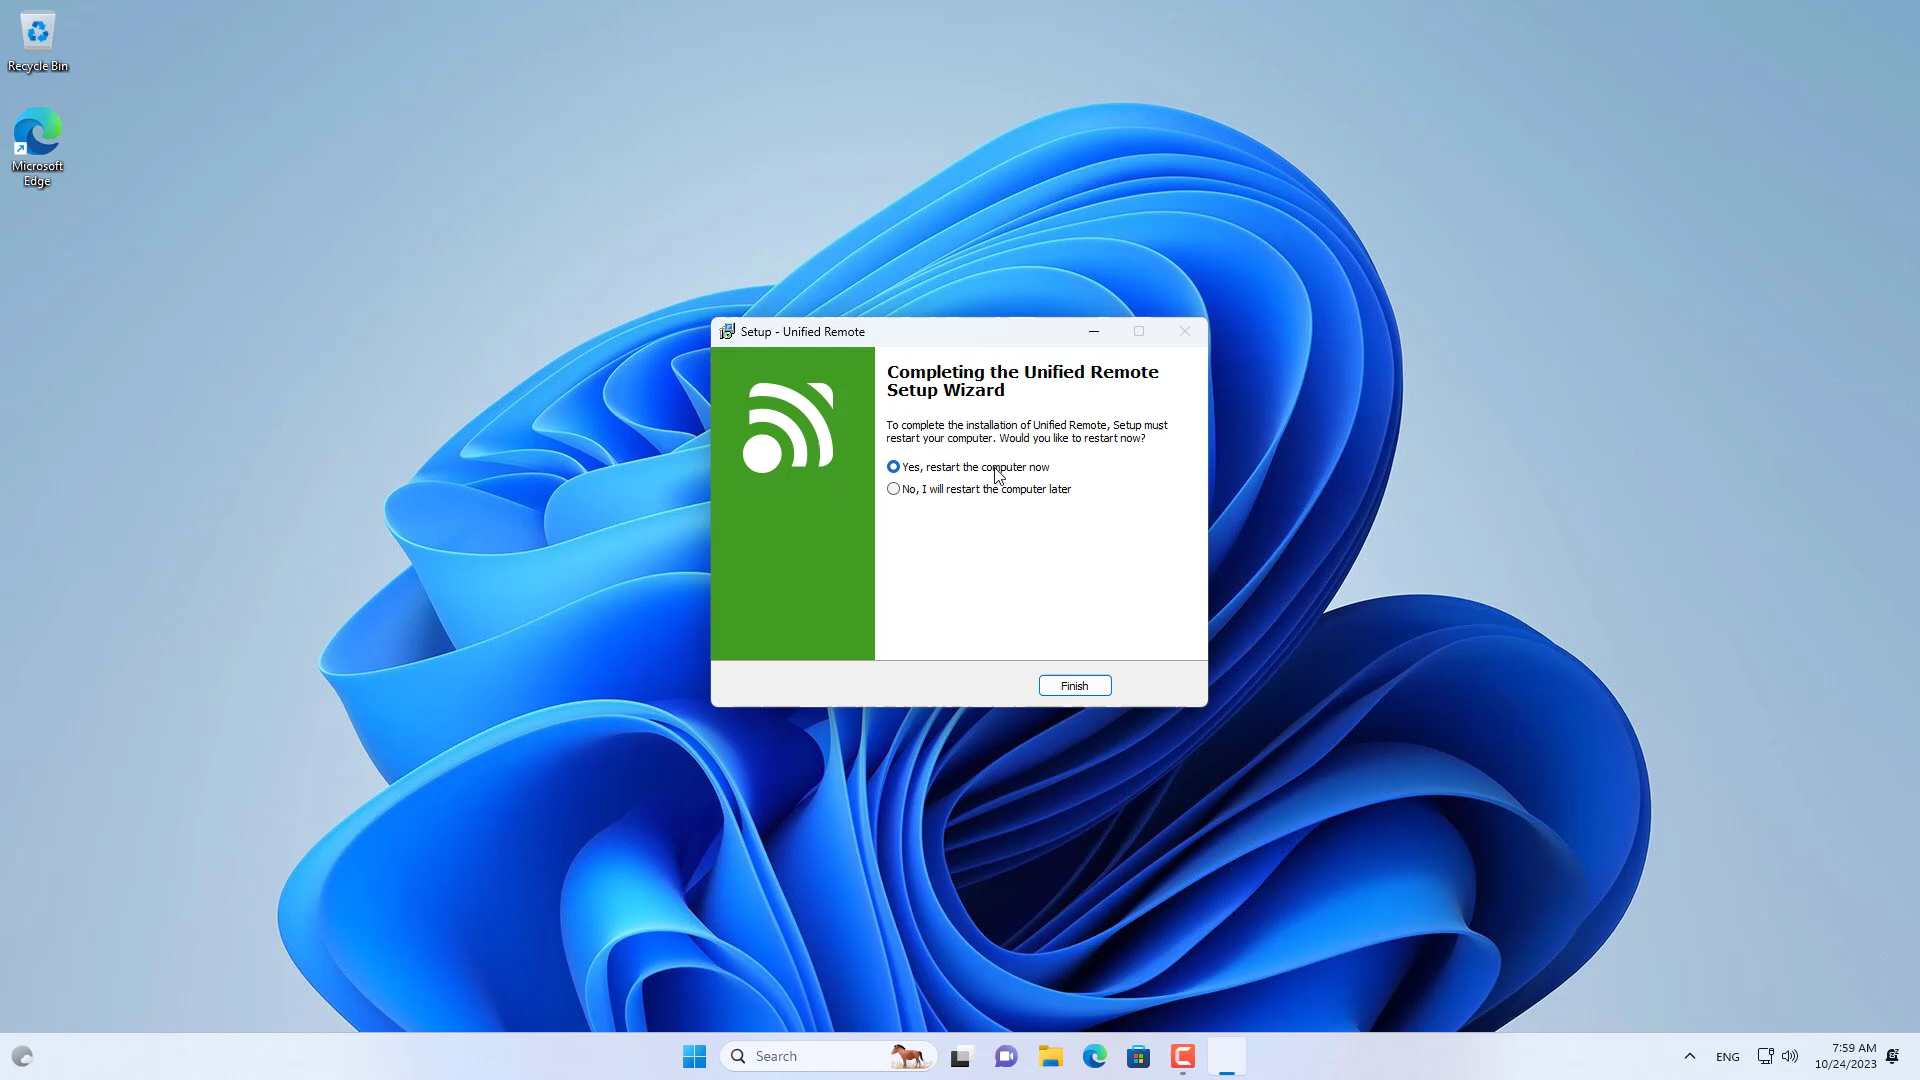 Recycle Bin
Microsoft
Edge
Setup - Unified Remote
Completing the Unified Remote
Setup Wizard
To complete the installation of Unified Remote, Setup must
restart your computer. Would you like to restart now?
Yes, restart the computer now
No, I will restart the computer later
Finish
Search
ENG
7:59 AM
10/24/2023